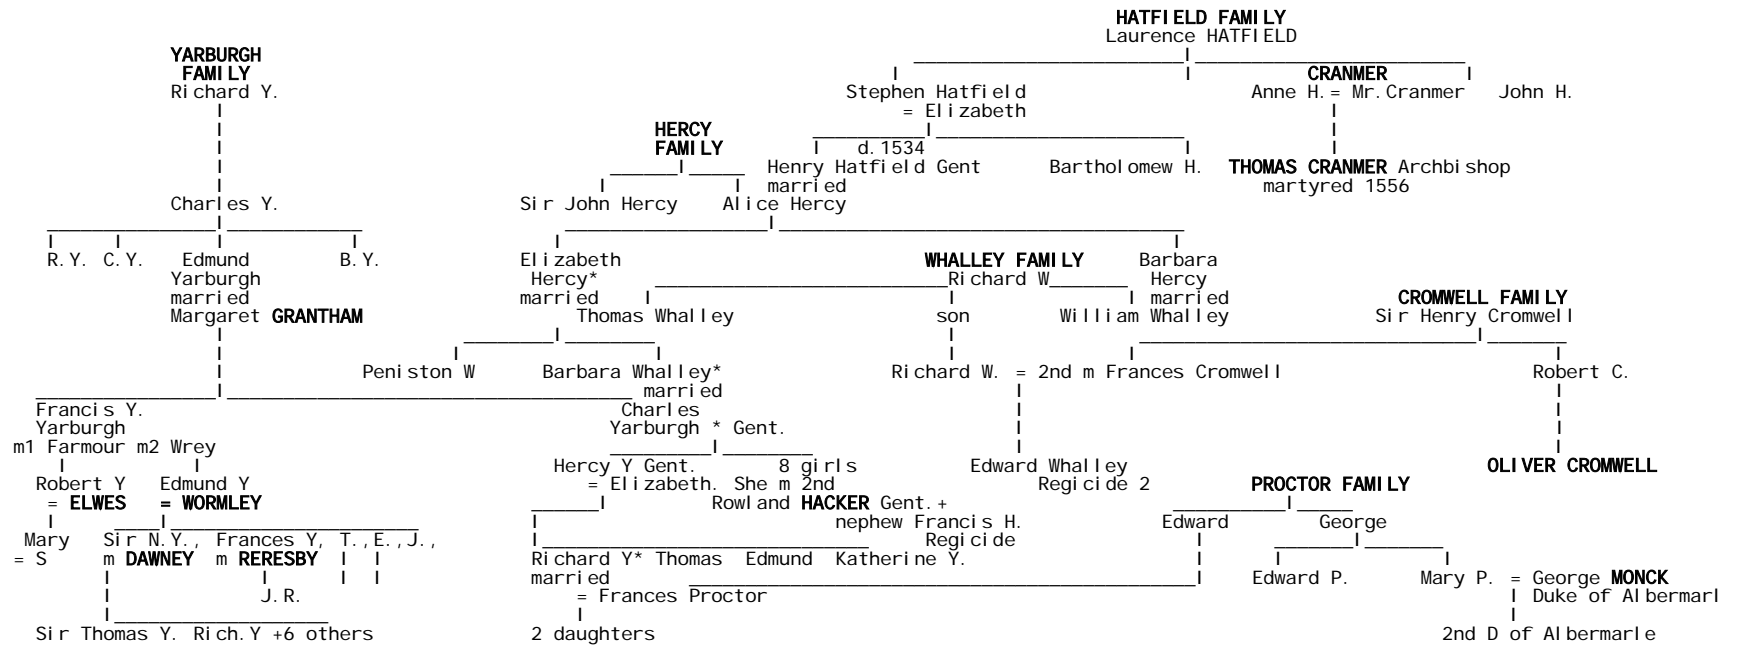 HATFIELD FAMILY
Laurence HATFIELD
YARBURGH
FAMILY CRANMER
Richard Y. Stephen Hatfield Anne H. = Mr.Cranmer John H.
= Elizabeth
HERCY
FAMILY d.1534
Henry Hatfield Gent Bartholomew H. THOMAS CRANMER Archbishop
married martyred 1556
Charles Y. Sir John Hercy Alice Hercy
R.Y. C.Y. Edmund B.Y. Elizabeth WHALLEY FAMILY Barbara
Yarburgh Hercy* Richard W Hercy
married married married CROMWELL FAMILY
Margaret GRANTHAM Thomas Whalley son William Whalley Sir Henry Cromwell
Peniston W Barbara Whalley* Richard W. = 2nd m Frances Cromwell Robert C.
married
Francis Y. Charles
Yarburgh Yarburgh * Gent.
m1 Farmour m2 Wrey
Hercy Y Gent. 8 girls Edward Whalley OLIVER CROMWELL
Robert Y Edmund Y = Elizabeth. She m 2nd Regicide 2 PROCTOR FAMILY
= ELWES = WORMLEY Rowland HACKER Gent.+
nephew Francis H. Edward George
Mary Sir N.Y., Frances Y, T.,E.,J., Regicide
= S m DAWNEY m RERESBY Richard Y* Thomas Edmund Katherine Y.
married Edward P. Mary P. = George MONCK
J.R. = Frances Proctor Duke of Albermarl
Sir Thomas Y. Rich.Y +6 others 2 daughters 2nd D of Albermarle